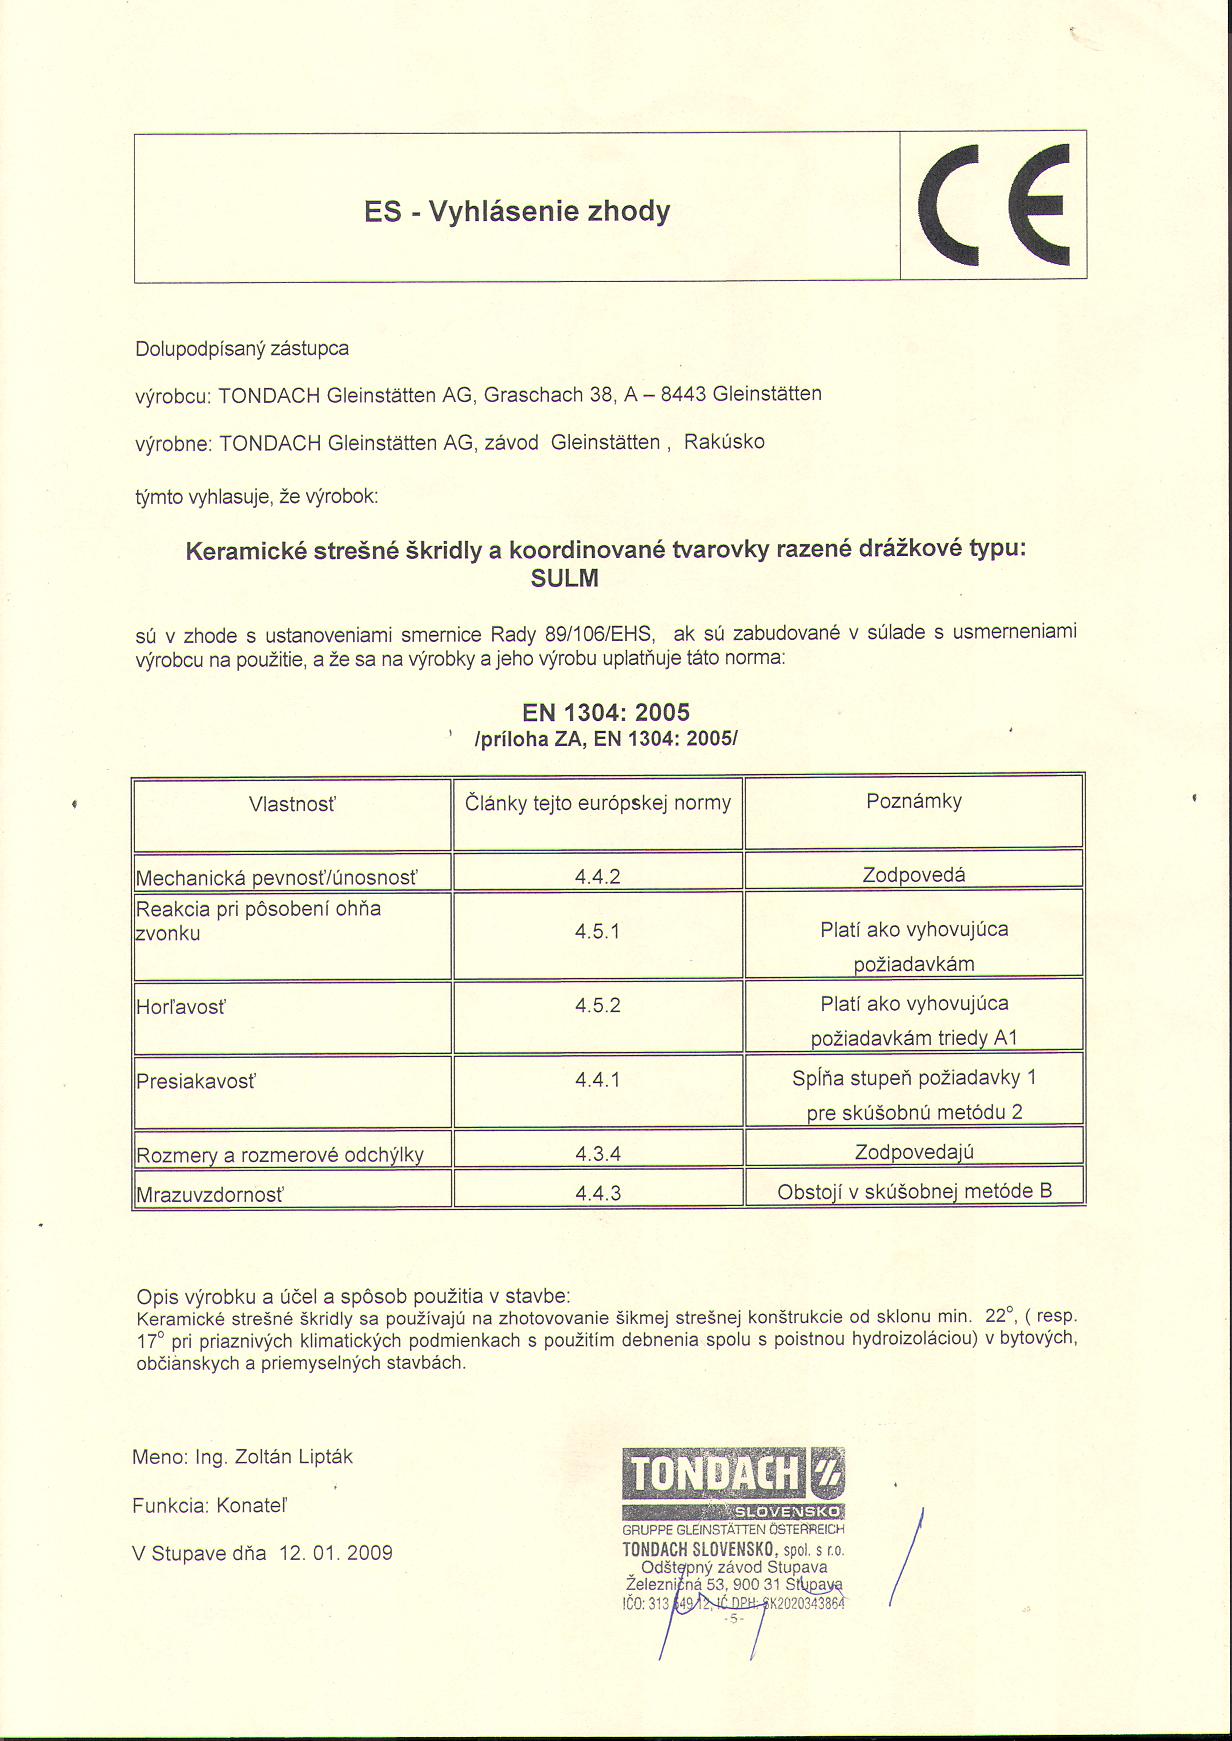 ES - Vyhlásenie zhody
CE
Dolupodpísaný zástupca
výrobcu: TONDACH Gleinstätten AG, Graschach 38, A – 8443 Gleinstätten
výrobne: TONDACH Gleinstätten AG, závod Gleinstätten , Rakúsko
týmto vyhlasuje, že výrobok:
Keramické strešné škridly a koordinované tvarovky razené drážkové typu:
SULM
sú v zhode s ustanoveniami smernice Rady 89/106/EHS, ak sú zabudované v súlade s usmerneniami
výrobcu na použitie, a že sa na výrobky a jeho výrobu uplatňuje táto norma:
EN 1304: 2005
/príloha ZA, EN 1304: 2005/
Vlastnosť Články tejto európskej normy Poznámky
Mechanická pevnosť/únosnosť 4.4.2 Zodpovedá
Reakcia pri pôsobení ohňa
zvonku 4.5.1 Platí ako vyhovujúca
požiadavkám
Horľavosť 4.5.2 Platí ako vyhovujúca
požiadavkám triedy A1
Presiakavosť 4.4.1 Spĺňa stupeň požiadavky 1
pre skúšobnú metódu 2
Rozmery a rozmerové odchýlky 4.3.4 Zodpovedajú
Mrazuvzdornosť 4.4.3 Obstojí v skúšobnej metóde B
Opis výrobku a účel a spôsob použitia v stavbe:
Keramické strešné škridly sa používajú na zhotovovanie šikmej strešnej konštrukcie od sklonu min. 22°, ( resp.
17° pri priaznivých klimatických podmienkach s použitím debnenia spolu s poistnou hydroizoláciou) v bytových,
občianskych a priemyselných stavbách.
Meno: Ing. Zoltán Lipták
Funkcia: Konateľ
V Stupave dňa 12. 01. 2009
TONDACH
SLOVENSKO
GRUPPE GLEINSTÄTTEN ÖSTERREICH
TONDACH SLOVENSKO, spol. s r.o.
Odštepný závod Stupava
Železničná 53, 900 31 Stupava
IČO: 313 649 12, IČ DPH: SK2020343864
-5-